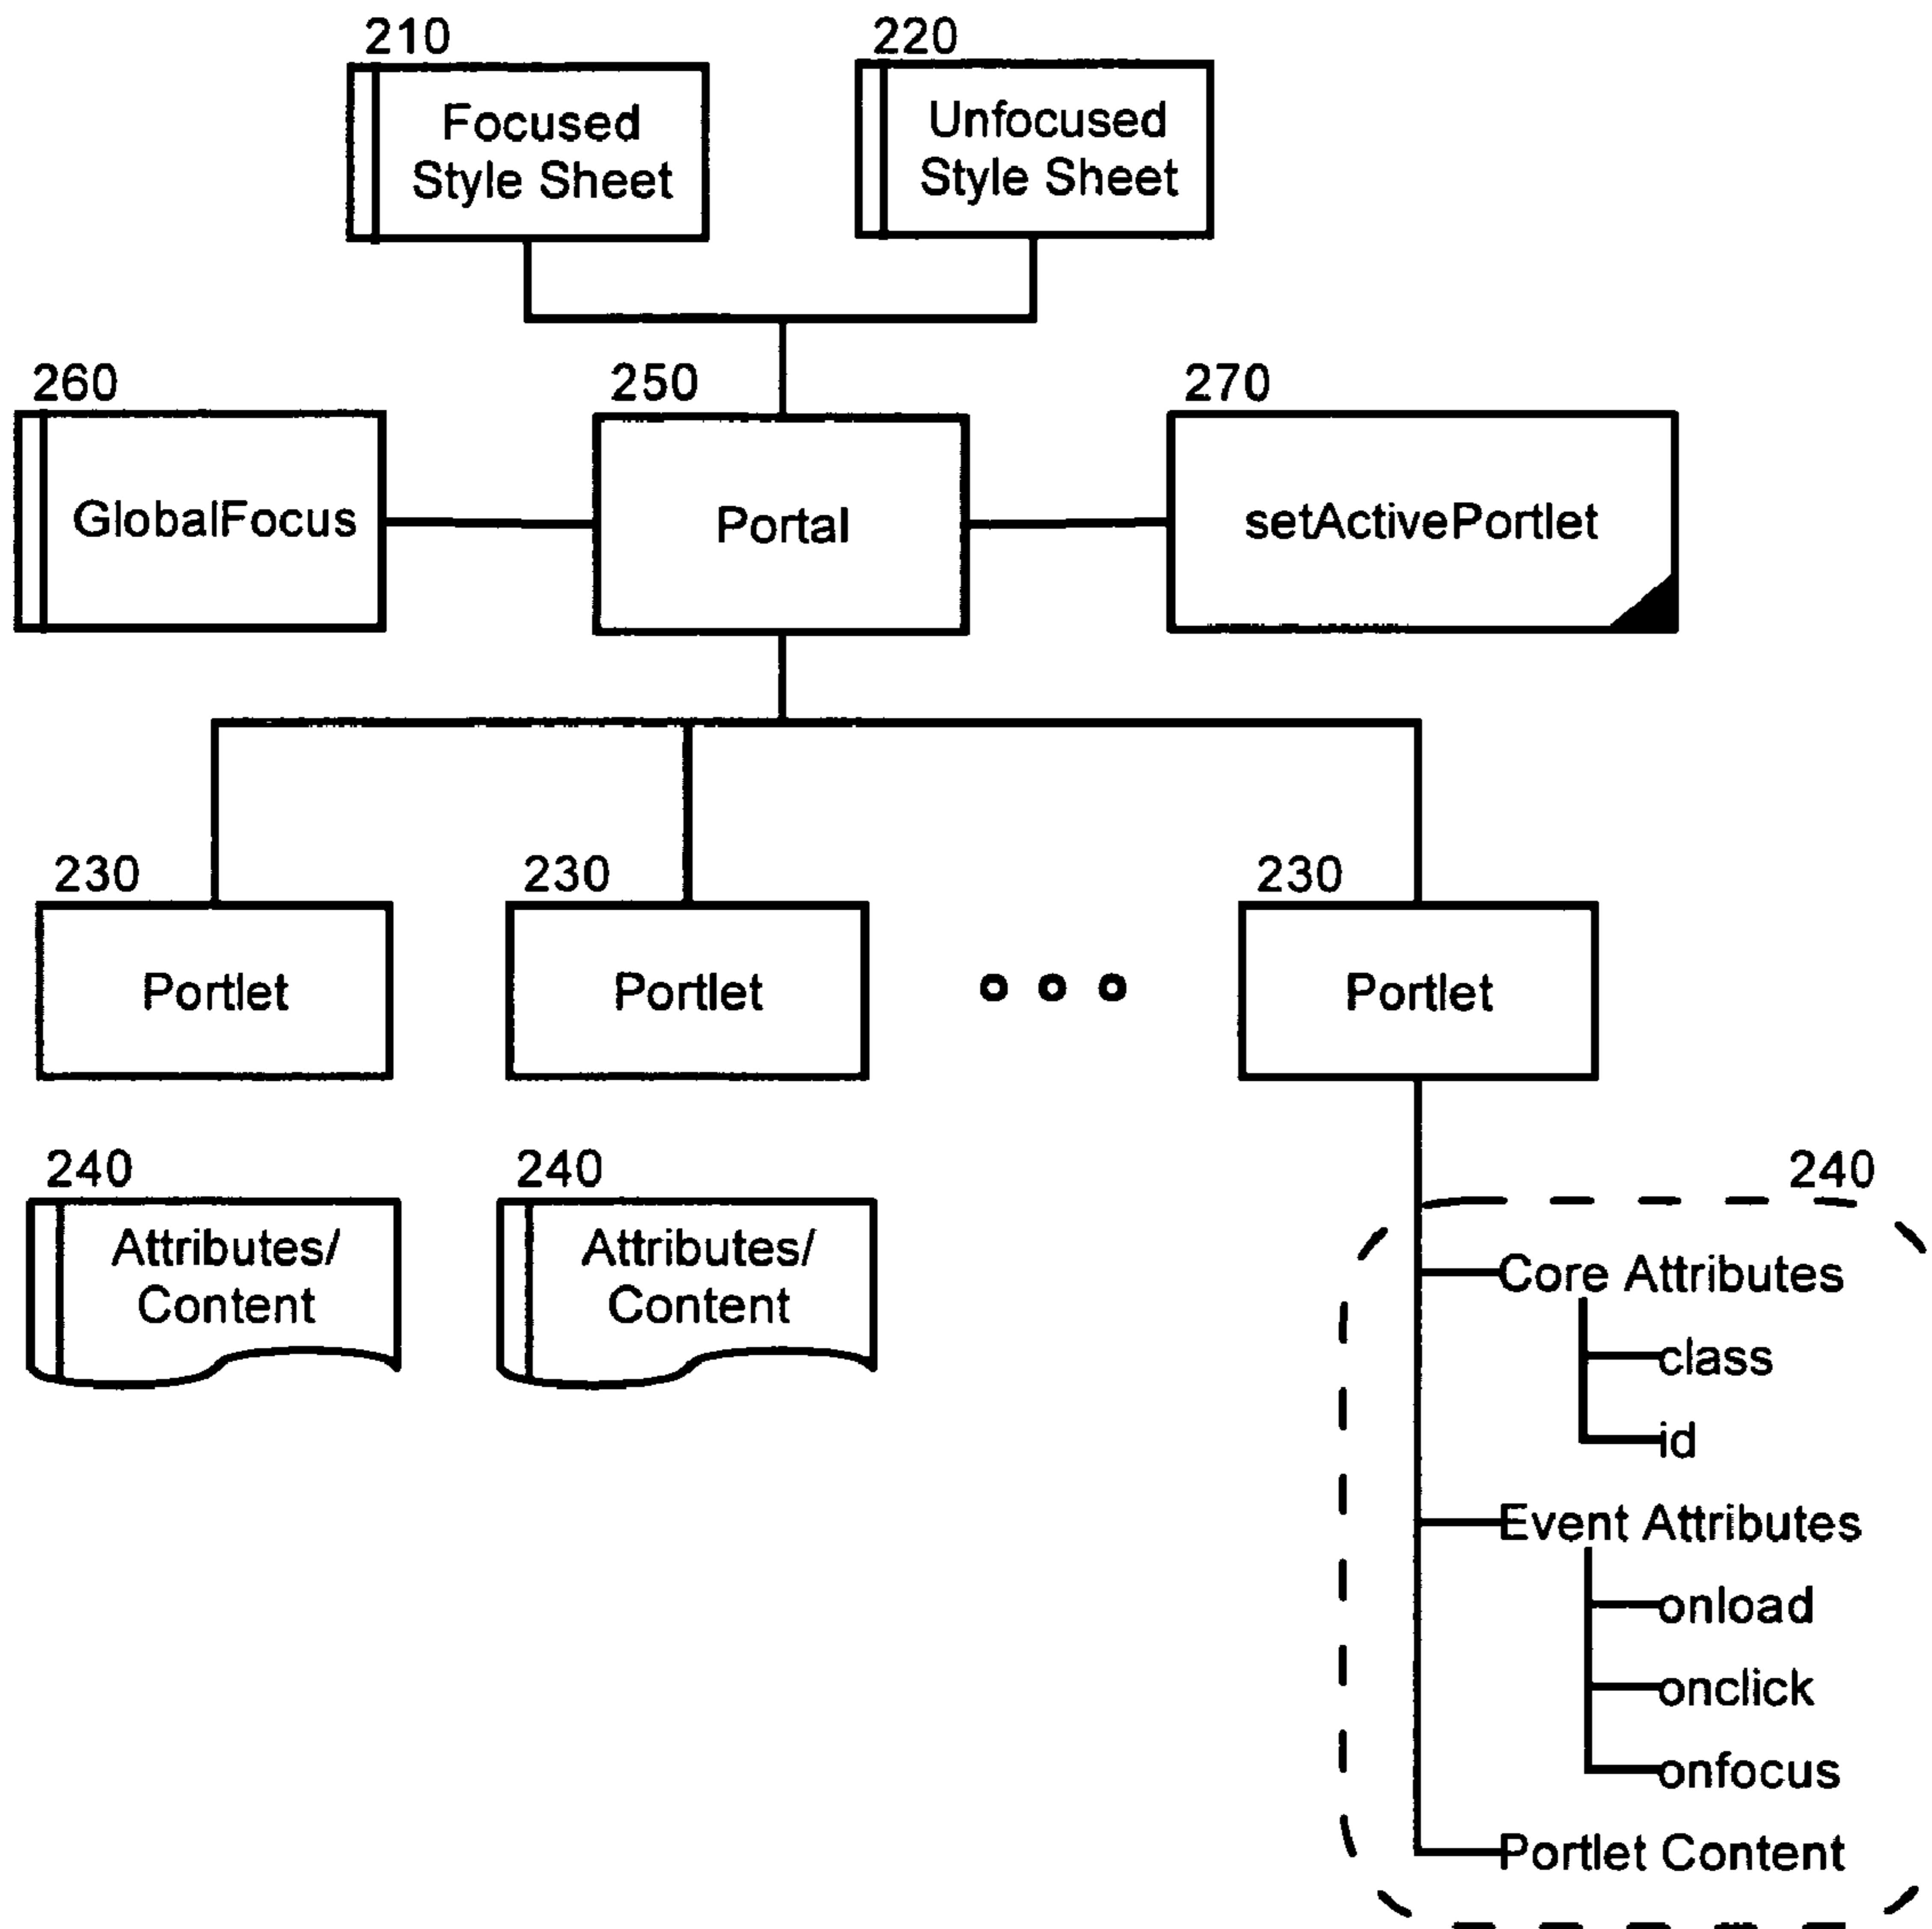 210
220
Focused
Style Sheet
Unfocused
Style Sheet
260
250
270
GlobalFocus
Portal
setActivePortlet
230
230
230
Portlet
Portlet
Portlet
240
240
240
Attributes/
Content
Attributes/
Content
Core Attributes
class
id
Event Attributes
onload
onclick
onfocus
Portlet Content